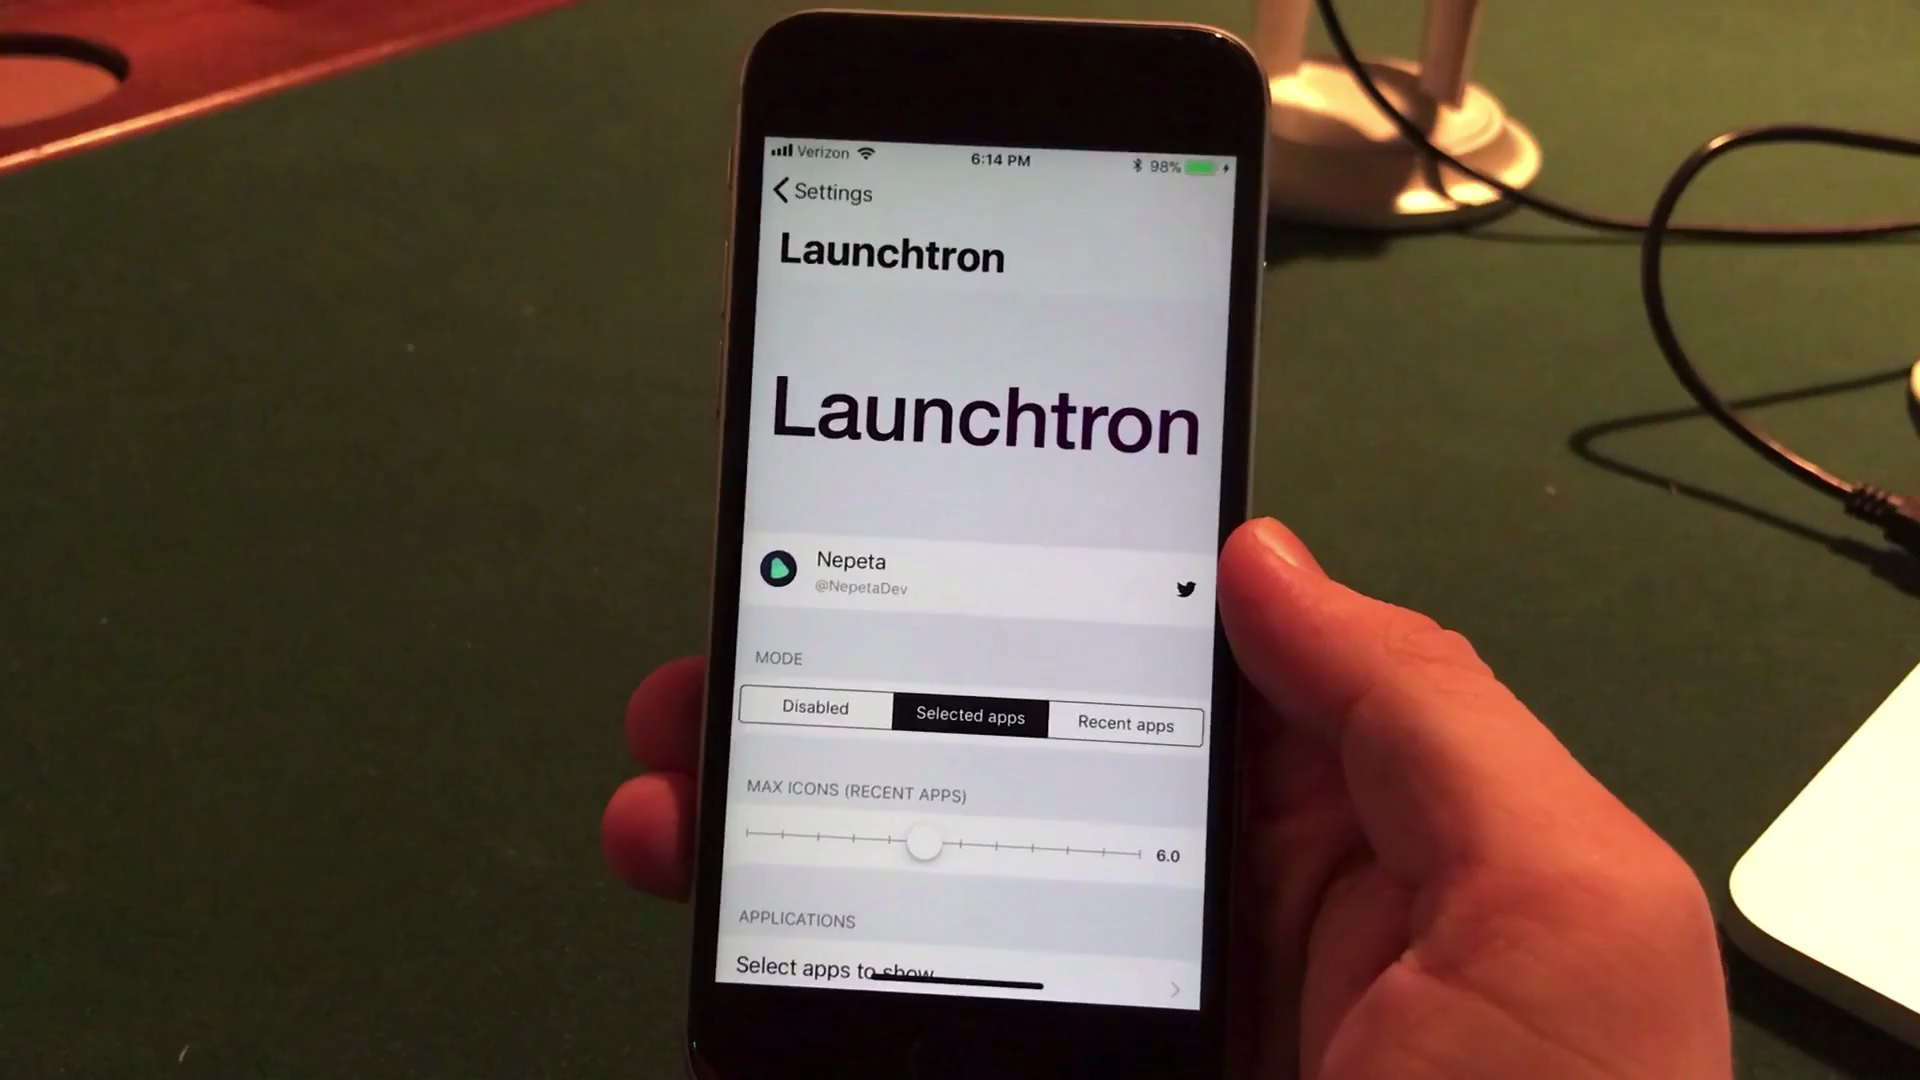 Verizon 6:14 PM 98%
Settings
Launchtron
Launchtron
Nepeta
@NepetaDev
MODE
Disabled Selected apps Recent apps
MAX ICONS (RECENT APPS)
6.0
APPLICATIONS
Select apps to show